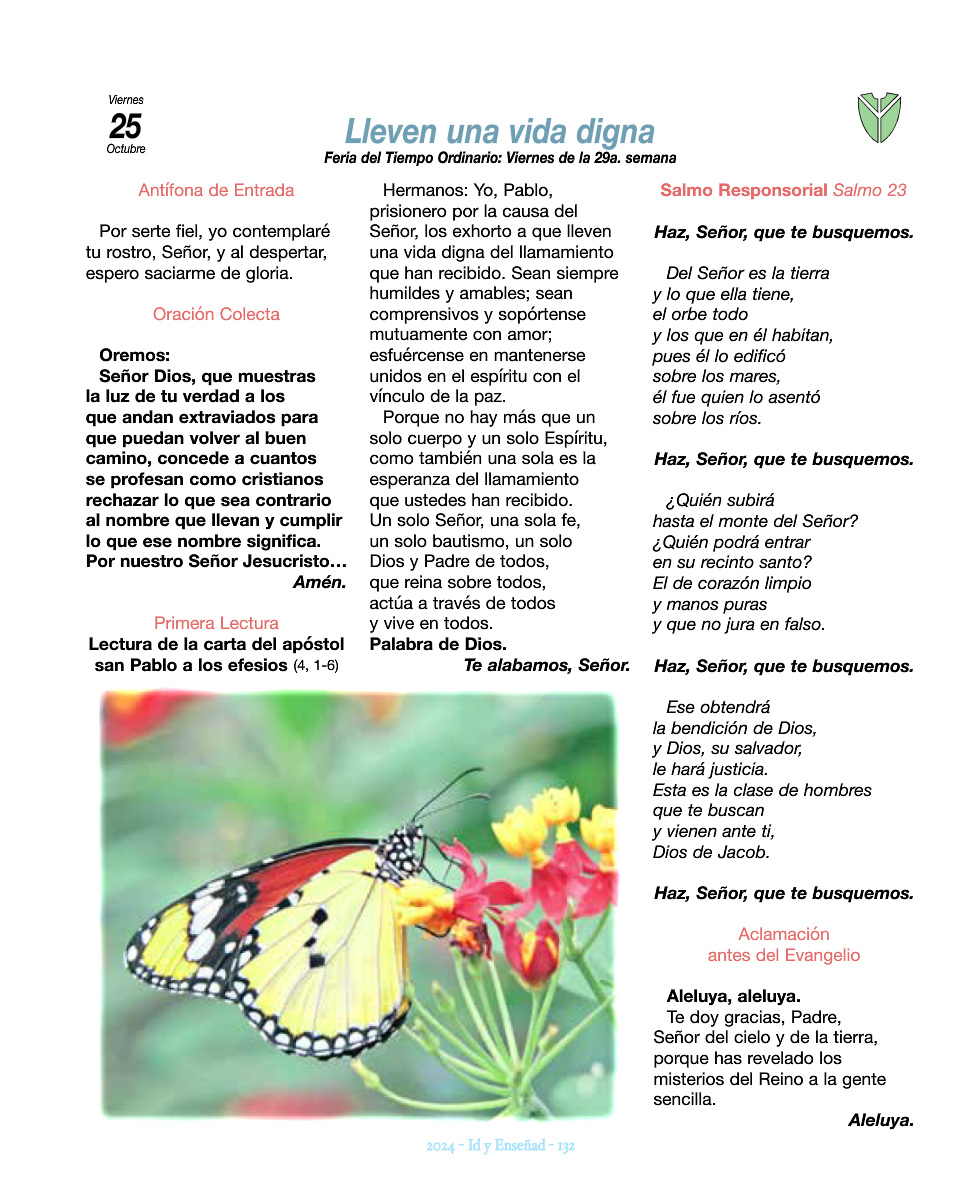 Viernes
25
Octubre
Lleven una vida digna
Feria del Tiempo Ordinario: Viernes de la 29a. semana
Antífona de Entrada
Por serte fiel, yo contemplaré
tu rostro, Señor, y al despertar,
espero saciarme de gloria.
Oración Colecta
Oremos:
Señor Dios, que muestras
la luz de tu verdad a los
que andan extraviados para
que puedan volver al buen
camino, concede a cuantos
se profesan como cristianos
rechazar lo que sea contrario
al nombre que llevan y cumplir
lo que ese nombre significa.
Por nuestro Señor Jesucristo…
Amén.
Primera Lectura
Lectura de la carta del apóstol
san Pablo a los efesios (4, 1-6)
Hermanos: Yo, Pablo,
prisionero por la causa del
Señor, los exhorto a que lleven
una vida digna del llamamiento
que han recibido. Sean siempre
humildes y amables; sean
comprensivos y sopórtense
mutuamente con amor;
esfuércense en mantenerse
unidos en el espíritu con el
vínculo de la paz.
Porque no hay más que un
solo cuerpo y un solo Espíritu,
como también una sola es la
esperanza del llamamiento
que ustedes han recibido.
Un solo Señor, una sola fe,
un solo bautismo, un solo
Dios y Padre de todos,
que reina sobre todos,
actúa a través de todos
y vive en todos.
Palabra de Dios.
Te alabamos, Señor.
Salmo Responsorial Salmo 23
Haz, Señor, que te busquemos.
Del Señor es la tierra
y lo que ella tiene,
el orbe todo
y los que en él habitan,
pues él lo edificó
sobre los mares,
él fue quien lo asentó
sobre los ríos.
Haz, Señor, que te busquemos.
¿Quién subirá
hasta el monte del Señor?
¿Quién podrá entrar
en su recinto santo?
El de corazón limpio
y manos puras
y que no jura en falso.
Haz, Señor, que te busquemos.
Ese obtendrá
la bendición de Dios,
y Dios, su salvador,
le hará justicia.
Esta es la clase de hombres
que te buscan
y vienen ante ti,
Dios de Jacob.
Haz, Señor, que te busquemos.
Aclamación
antes del Evangelio
Aleluya, aleluya.
Te doy gracias, Padre,
Señor del cielo y de la tierra,
porque has revelado los
misterios del Reino a la gente
sencilla.
Aleluya.
2024 - Id y Enseñad - 132